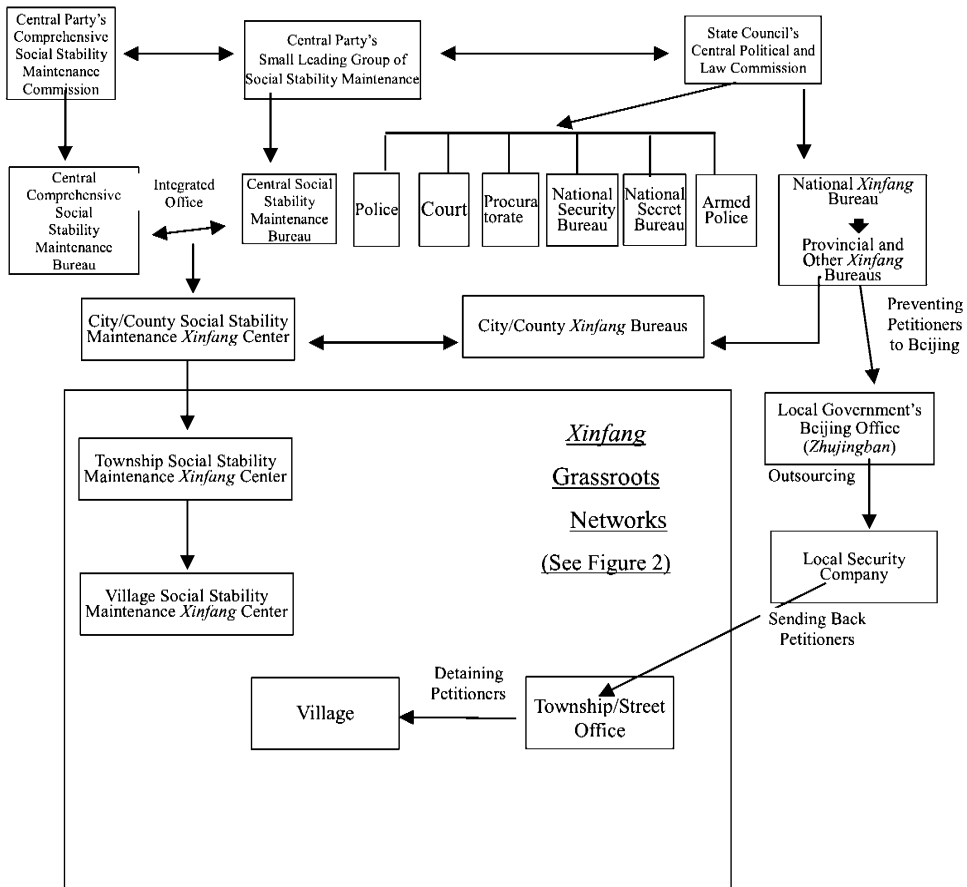 Central Party's
Comprehensive
Social Stability
Maintenance
Commission
Central Party's
Small Leading Group of
Social Stability Maintenance
State Council's
Central Political and
Law Commission
Central
Comprehensive
Social
Stability
Maintenance
Bureau
Integrated
Office
Central Social
Stability
Maintenance
Bureau
Police
Court
Procura
torate
National
Security
Bureau
National
Secret
Bureau
Armed
Police
National Xinfang
Bureau
Provincial and
Other Xinfang
Bureaus
City/County Social Stability
Maintenance Xinfang Center
City/County Xinfang Bureaus
Preventing
Petitioners
to Beijing
Local Government's
Beijing Office
(Zhujingban)
Outsourcing
Xinfang
Grassroots
Networks
(See Figure 2)
Township Social Stability
Maintenance Xinfang Center
Local Security
Company
Village Social Stability
Maintenance Xinfang Center
Sending Back
Petitioners
Detaining
Petitioners
Village
Township/Street
Office